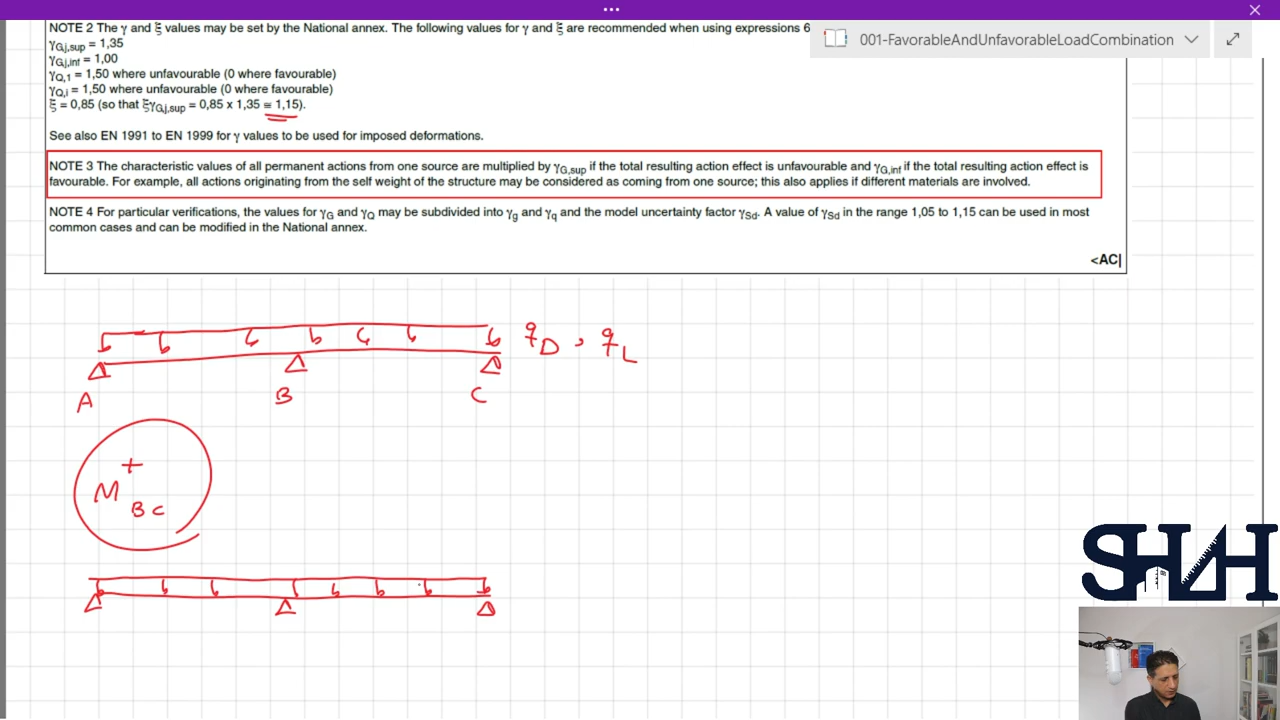 •••
NOTE 2 The γ and ξ values may be set by the National annex. The following values for γ and ξ are recommended when using expressions 6
001-FavorableAndUnfavorableLoadCombination
γGj,sup = 1,35
γGj,inf = 1,00
γQ,1 = 1,50 where unfavourable (0 where favourable)
γQ,i = 1,50 where unfavourable (0 where favourable)
ξ = 0,85 (so that ξγGj,sup = 0,85 x 1,35 ≅ 1,15).
See also EN 1991 to EN 1999 for γ values to be used for imposed deformations.
NOTE 3 The characteristic values of all permanent actions from one source are multiplied by γG,sup if the total resulting action effect is unfavourable and γG,inf if the total resulting action effect is
favourable. For example, all actions originating from the self weight of the structure may be considered as coming from one source; this also applies if different materials are involved.
NOTE 4 For particular verifications, the values for γG and γQ may be subdivided into γg and γq and the model uncertainty factor γSd. A value of γSd in the range 1,05 to 1,15 can be used in most
common cases and can be modified in the National annex.
<AC|
qD , qL
A B C
M+BC
SHZH